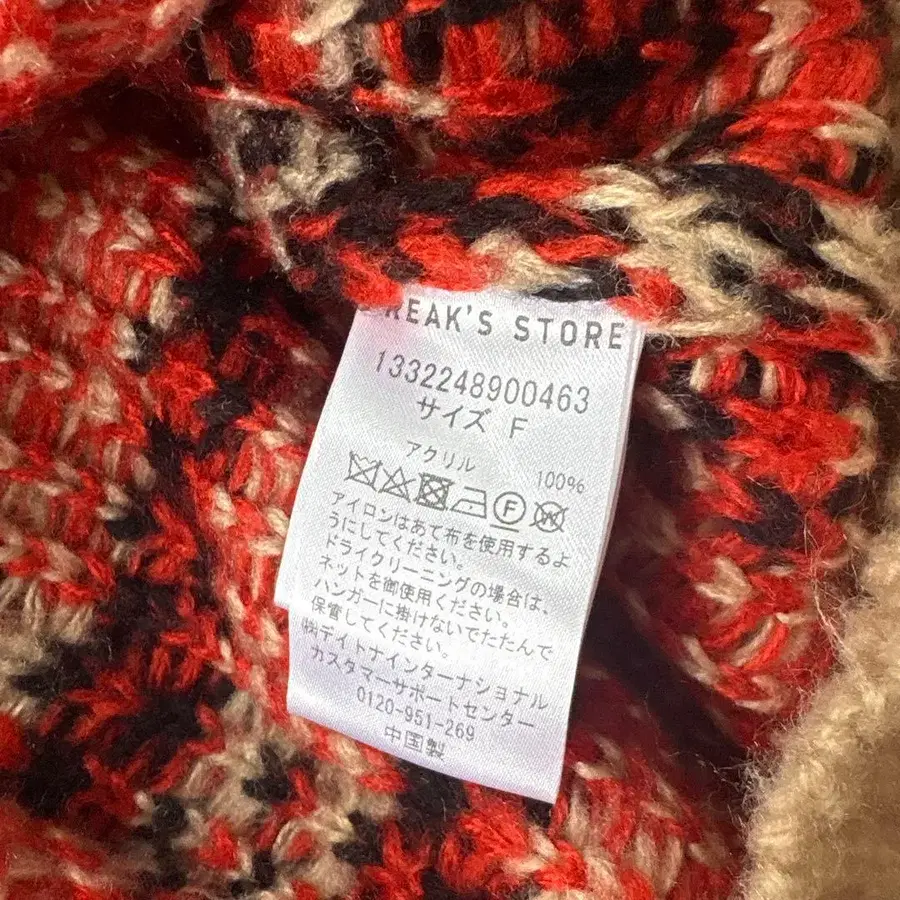 REAK'S STORE
1332248900463
サイズ F
アクリル 100%
アイロンはあて布を使用するよ
うにしてください。
ドライクリーニングの場合は、
ネットを御使用ください。
ハンガーに掛けないでたたんで
保管してください。
㈱デイトナインターナショナル
カスタマーサポートセンター
0120-951-269
中国製